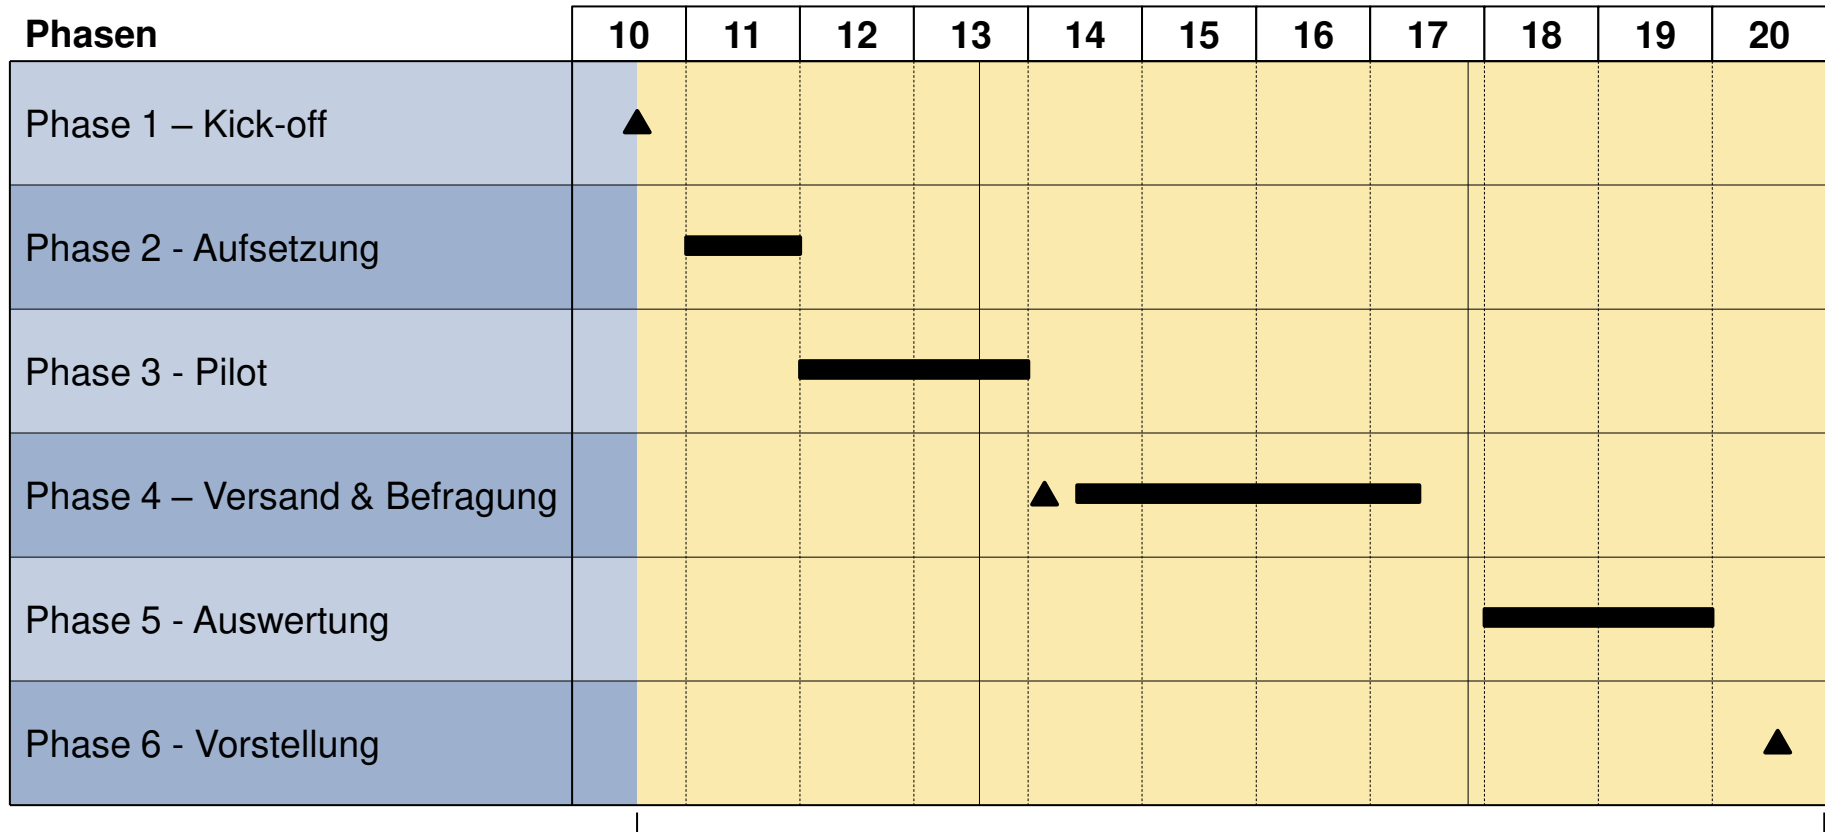 Phasen 10 11 12 13 14 15 16 17 18 19 20
Phase 1 – Kick-off
Phase 2 - Aufsetzung
Phase 3 - Pilot
Phase 4 – Versand & Befragung
Phase 5 - Auswertung
Phase 6 - Vorstellung